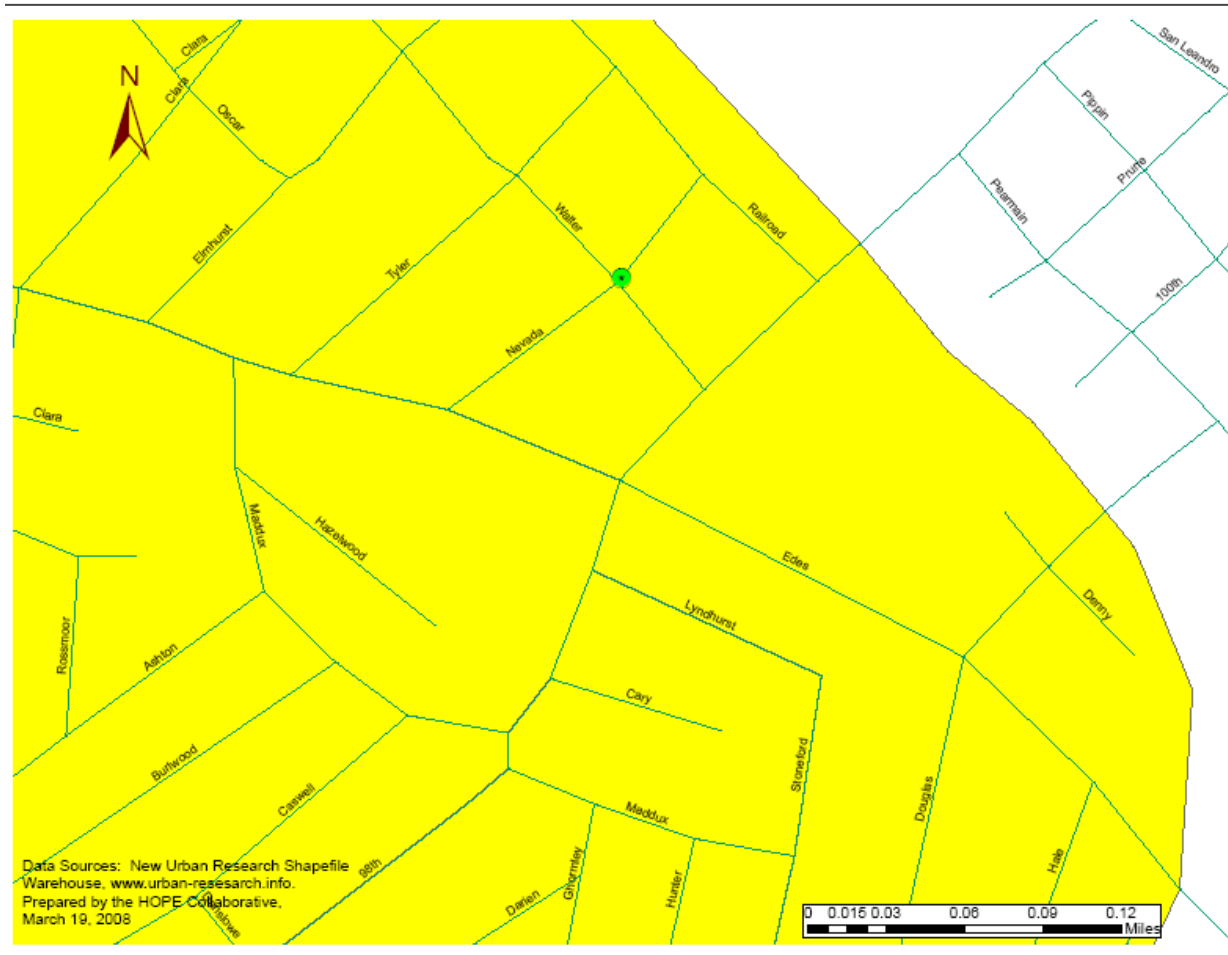 San Leandro
Clara
N
Clara
Pippin
Oscar
Prune
Pearmain
Walter
Railroad
Elmhurst
Tyler
100th
Nevada
Clara
Maddux
Hazelwood
Edes
Denny
Lyndhurst
Rossmoor
Ashton
Cary
Stoneford
Burlwood
Douglas
Caswell
Maddux
Hale
98th
Ghormley
Hunter
Darien
Data Sources: New Urban Research Shapefile
Warehouse, www.urban-resesarch.info.
Prepared by the HOPE Collaborative,
March 19, 2008
0 0.015 0.03 0.06 0.09 0.12
Miles